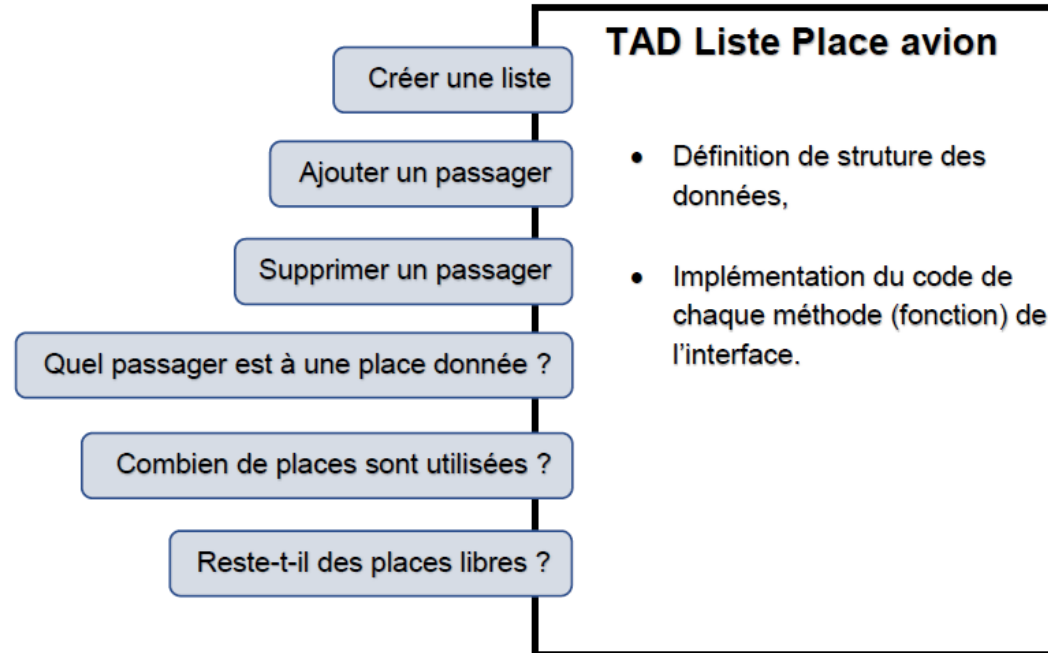 TAD Liste Place avion
Créer une liste
Ajouter un passager
Supprimer un passager
Quel passager est à une place donnée ?
Combien de places sont utilisées ?
Reste-t-il des places libres ?
• Définition de struture des
données,
• Implémentation du code de
chaque méthode (fonction) de
l’interface.